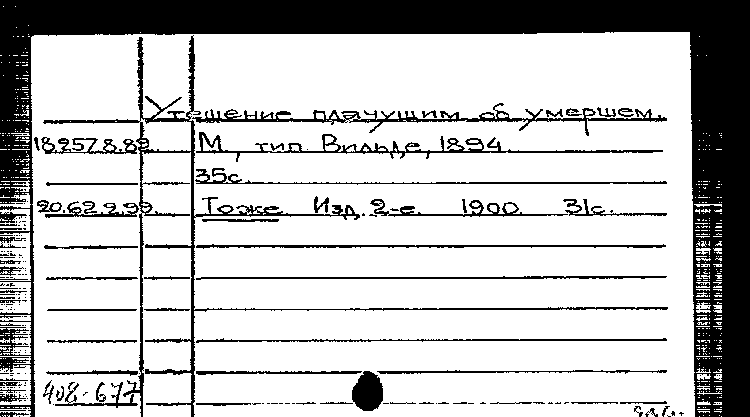 Утешение плачущим об умершем.
18.257.8.89. М., тип Вильде, 1894.
35с.
20.62.2.99. Тоже Изд. 2-е. 1900. 31с.
408-677